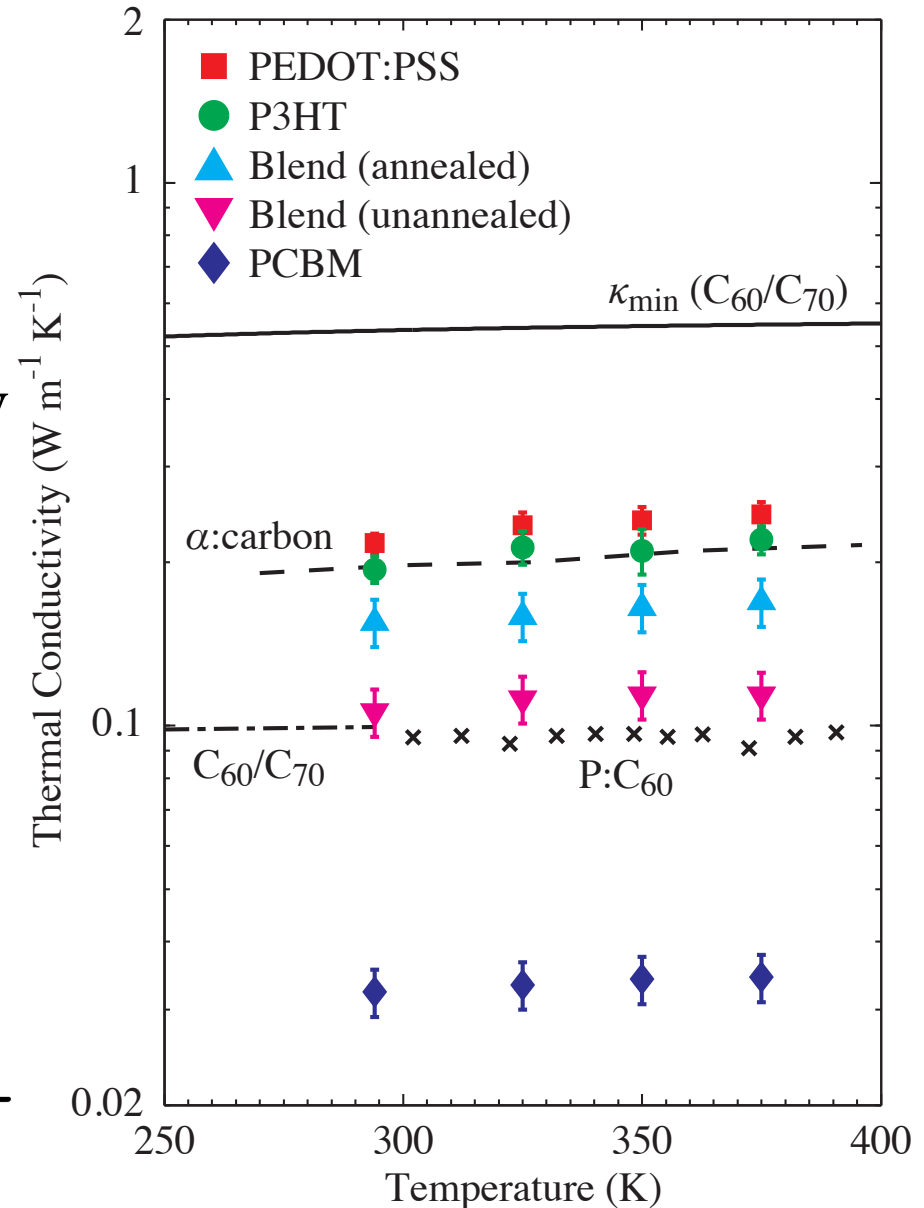 2
PEDOT:PSS
P3HT
Blend (annealed)
Blend (unannealed)
PCBM
1
κmin (C60/C70)
Thermal Conductivity (W m-1 K-1)
α:carbon
0.1
C60/C70
P:C60
0.02
250 300 350 400
Temperature (K)